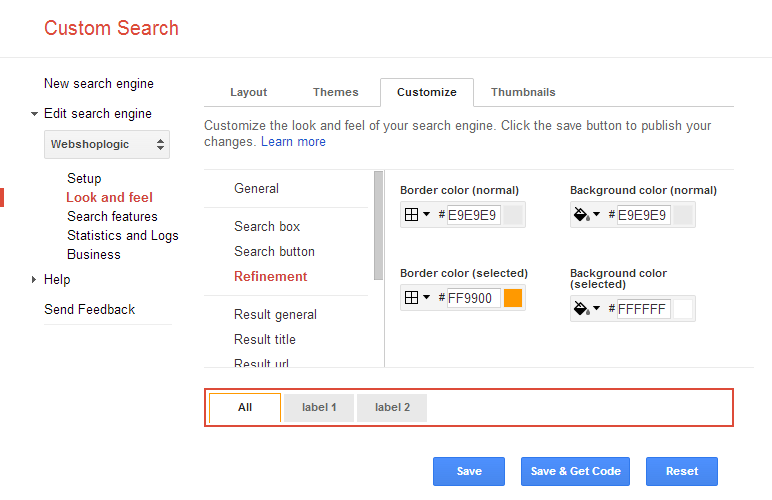 Custom Search
New search engine
Edit search engine
Webshoplogic
Setup
Look and feel
Search features
Statistics and Logs
Business
Help
Send Feedback
Layout Themes Customize Thumbnails
Customize the look and feel of your search engine. Click the save button to publish your
changes. Learn more
General
Search box
Search button
Refinement
Result general
Result title
Result url
Border color (normal)
# E9E9E9
Background color (normal)
# E9E9E9
Border color (selected)
# FF9900
Background color
(selected)
# FFFFFF
All label 1 label 2
Save Save & Get Code Reset